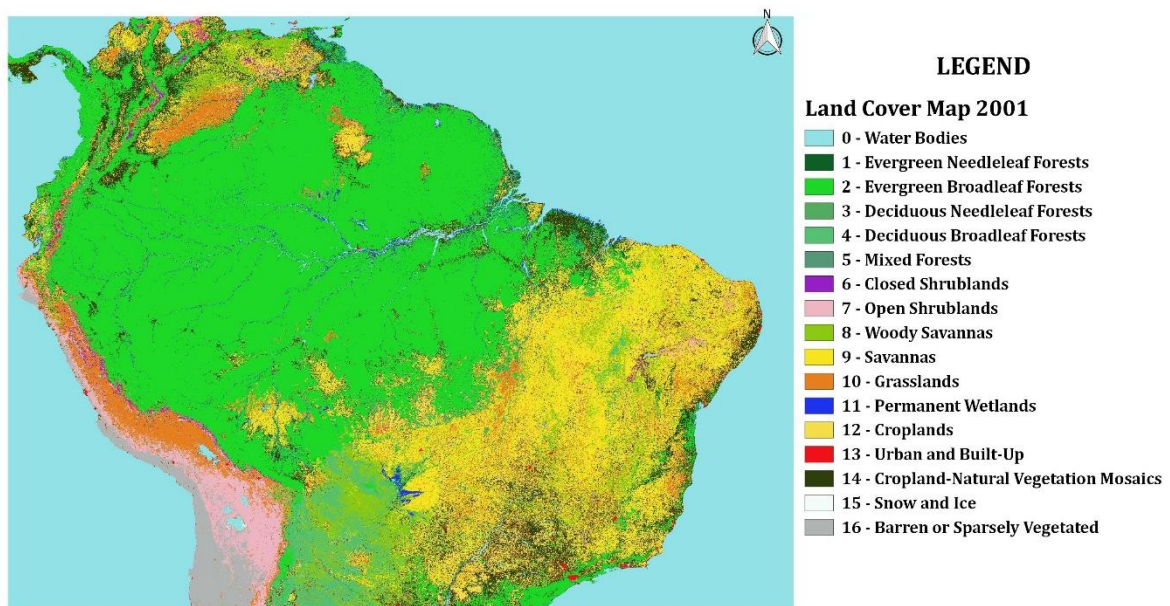 N
LEGEND
Land Cover Map 2001
0 - Water Bodies
1 - Evergreen Needleleaf Forests
2 - Evergreen Broadleaf Forests
3 - Deciduous Needleleaf Forests
4 - Deciduous Broadleaf Forests
5 - Mixed Forests
6 - Closed Shrublands
7 - Open Shrublands
8 - Woody Savannas
9 - Savannas
10 - Grasslands
11 - Permanent Wetlands
12 - Croplands
13 - Urban and Built-Up
14 - Cropland-Natural Vegetation Mosaics
15 - Snow and Ice
16 - Barren or Sparsely Vegetated